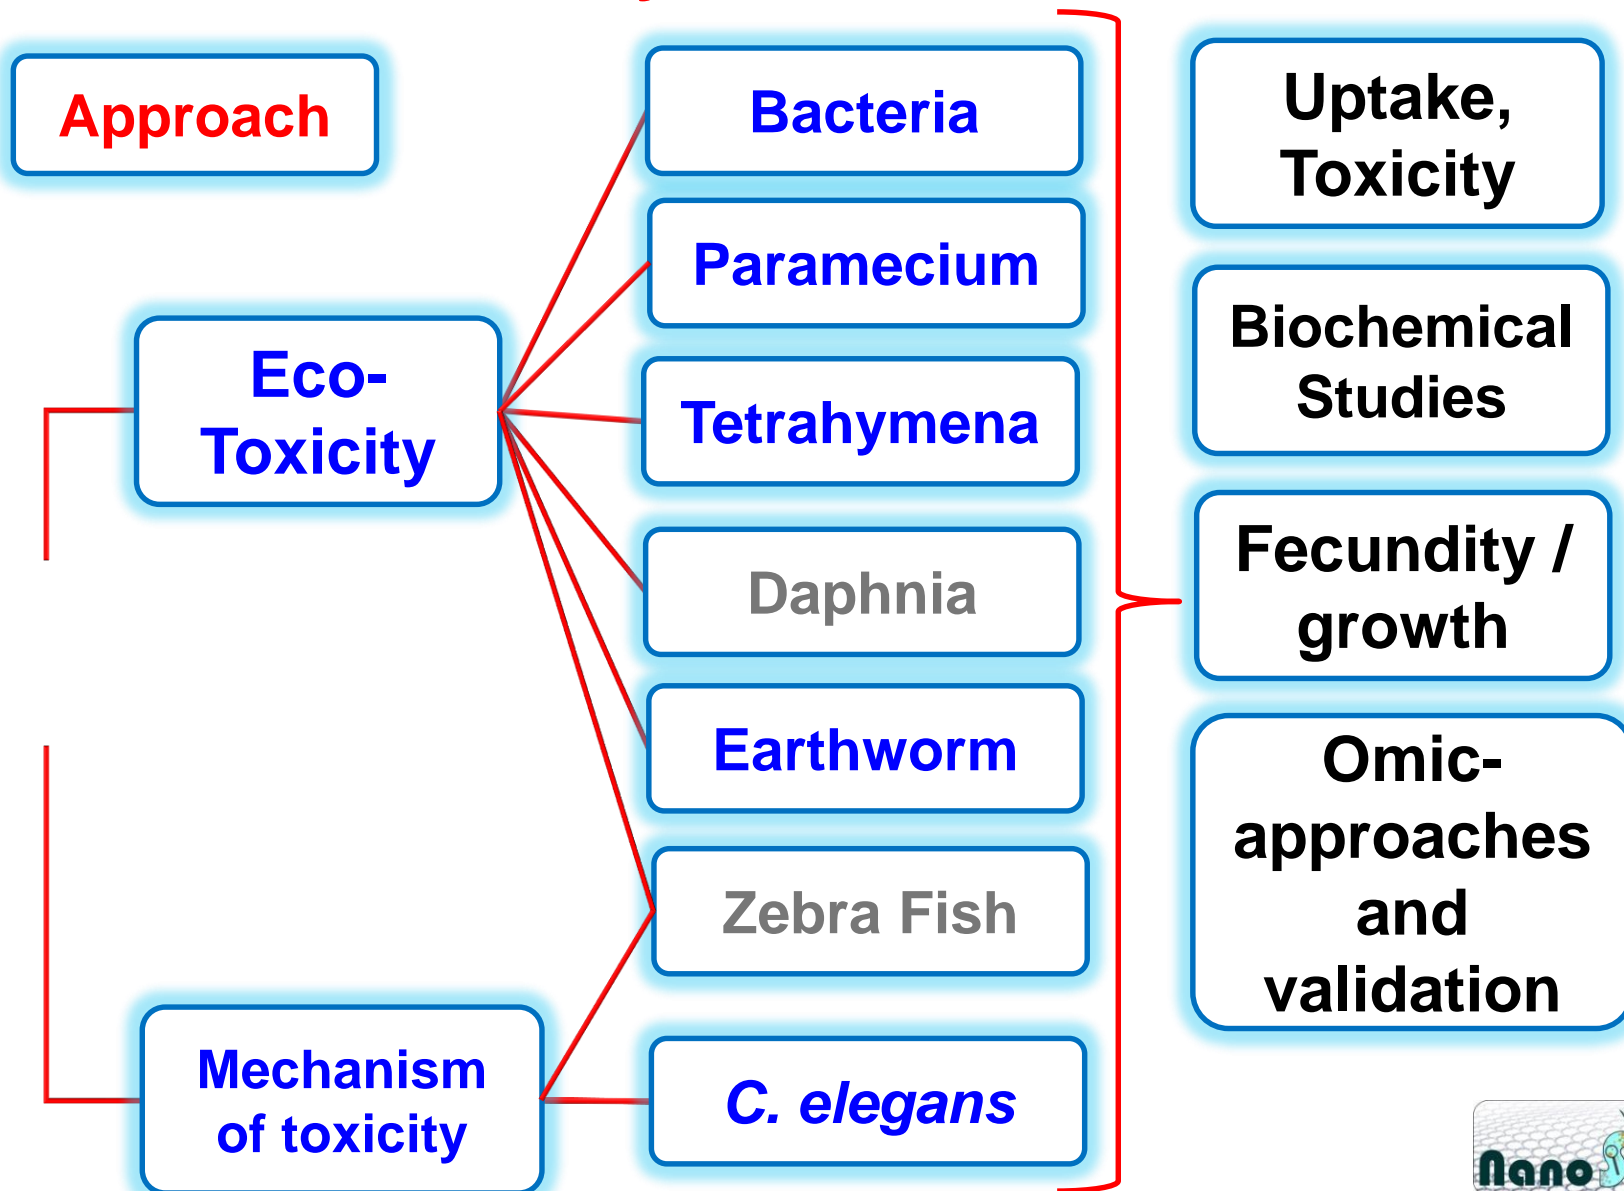 Approach
Eco-
Toxicity
Mechanism
of toxicity
Bacteria
Paramecium
Tetrahymena
Daphnia
Earthworm
Zebra Fish
C. elegans
Uptake,
Toxicity
Biochemical
Studies
Fecundity /
growth
Omic-
approaches
and
validation
nano